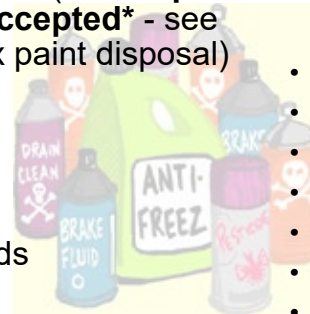 ccepted* - see
x paint disposal)
•
•
•
•
•
•
•
DRAIN
CLEAN
ANTI-
FREEZ
BRAKE
BRAKE
FLUID
ds